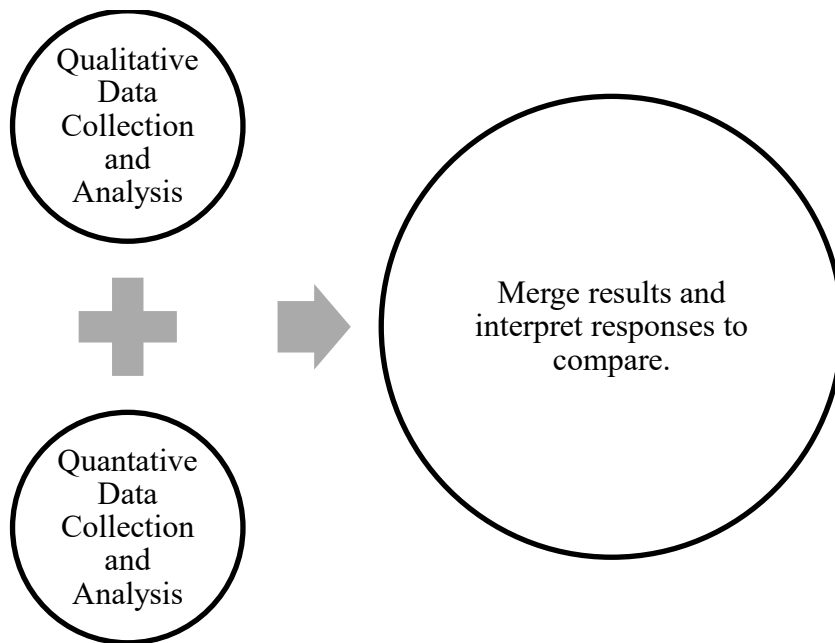 Qualitative
Data
Collection
and
Analysis
Quantative
Data
Collection
and
Analysis
Merge results and
interpret responses to
compare.